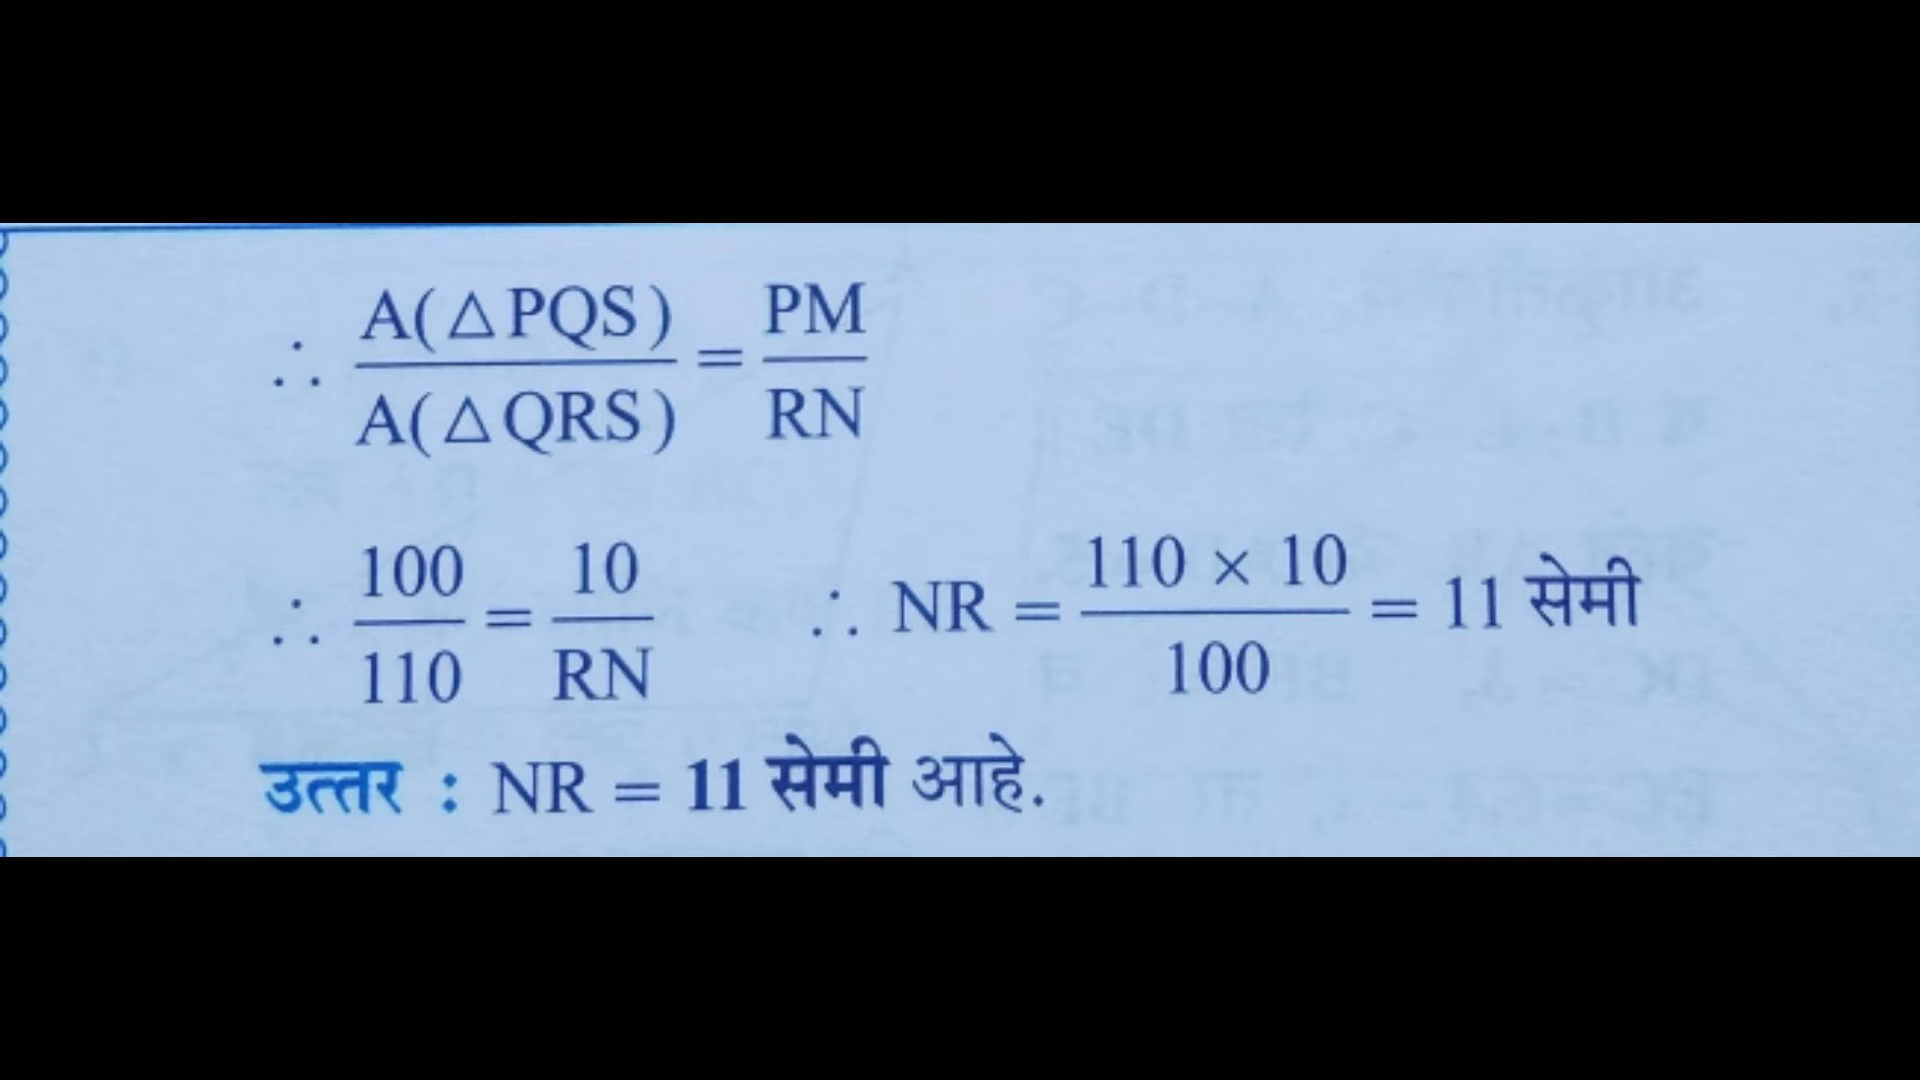 ∴ A(△PQS) / A(△QRS) = PM / RN
∴ 100 / 110 = 10 / RN ∴ NR = 110 × 10 / 100 = 11 सेमी
उत्तर : NR = 11 सेमी आहे.